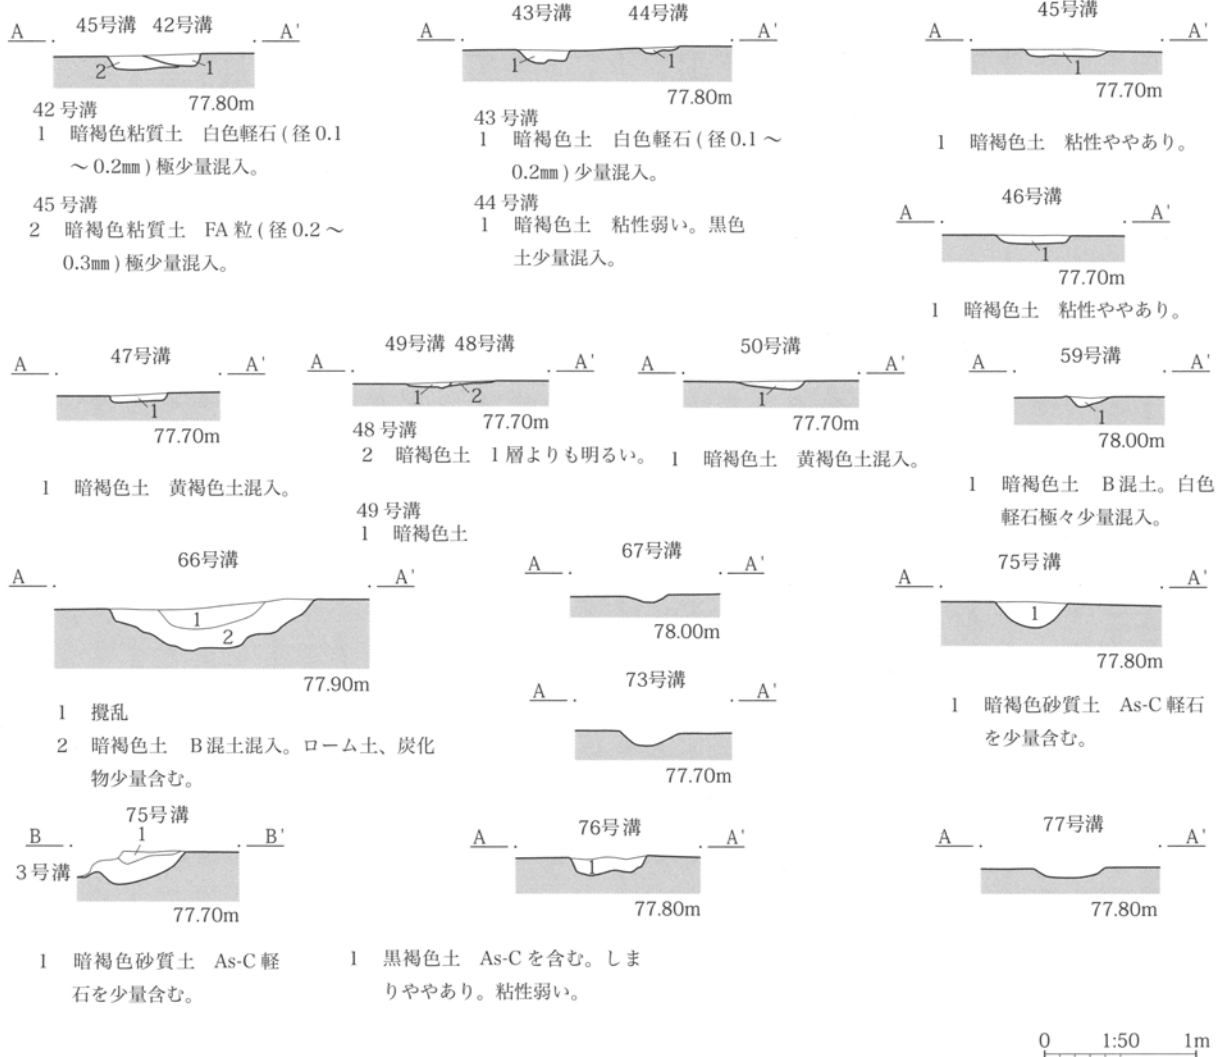 45号溝 42号溝
A A'
2 1
77.80m
42 号溝
1 暗褐色粘質土 白色軽石 ( 径 0.1
～ 0.2㎜ ) 極少量混入。
45 号溝
2 暗褐色粘質土 FA 粒 ( 径 0.2 ～
0.3㎜ ) 極少量混入。
43号溝 44号溝
A A'
1 1
77.80m
43 号溝
1 暗褐色土 白色軽石 ( 径 0.1 ～
0.2㎜ ) 少量混入。
44 号溝
1 暗褐色土 粘性弱い。黒色
土少量混入。
45号溝
A A'
1
77.70m
1 暗褐色土 粘性ややあり。
46号溝
A A'
1
77.70m
1 暗褐色土 粘性ややあり。
47号溝
A A'
1
77.70m
1 暗褐色土 黄褐色土混入。
49号溝 48号溝
A A'
1 2
77.70m
48 号溝
2 暗褐色土 1 層よりも明るい。
49 号溝
1 暗褐色土
50号溝
A A'
1
77.70m
1 暗褐色土 黄褐色土混入。
59号溝
A A'
1
78.00m
1 暗褐色土 B 混土。白色
軽石極々少量混入。
66号溝
A A'
1
2
77.90m
1 攪乱
2 暗褐色土 B 混土混入。ローム土、炭化
物少量含む。
67号溝
A A'
78.00m
73号溝
A A'
77.70m
75号溝
A A'
1
77.80m
1 暗褐色砂質土 As-C 軽石
を少量含む。
75号溝
B B'
1
3 号溝
77.70m
1 暗褐色砂質土 As-C 軽
石を少量含む。
76号溝
A A'
1
77.80m
1 黒褐色土 As-C を含む。しま
りややあり。粘性弱い。
77号溝
A A'
77.80m
0 1:50 1m